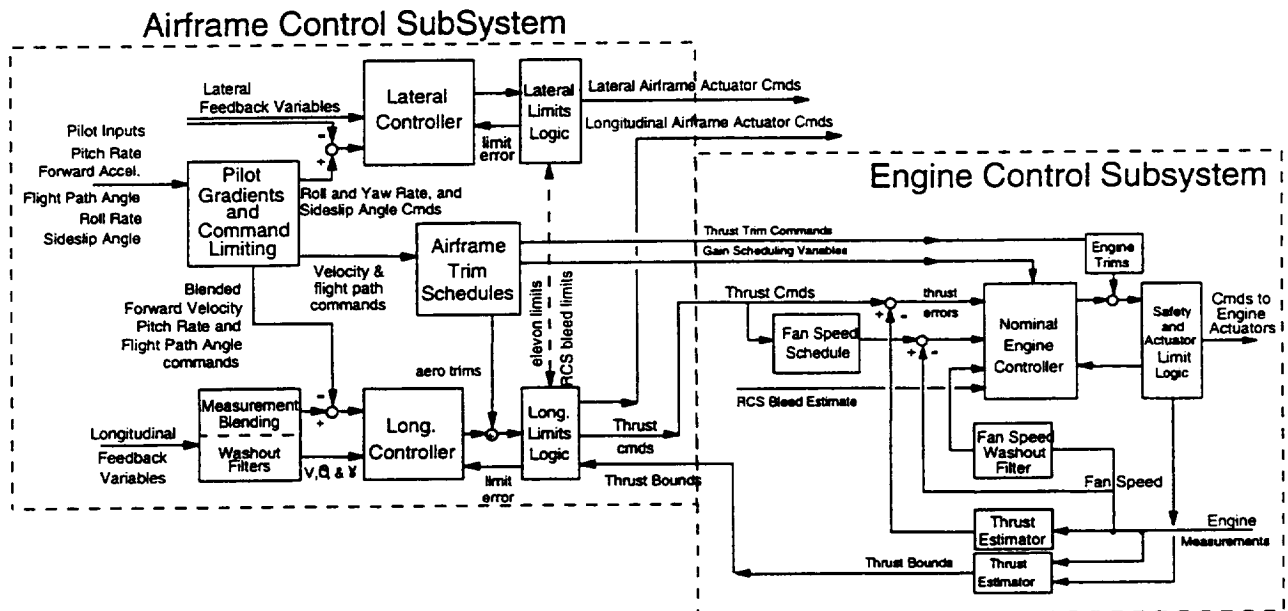 Airframe Control SubSystem
Lateral
Feedback Variables
Lateral
Controller
Lateral
Limits
Logic
limit
error
Lateral Airframe Actuator Cmds
Longitudinal Airframe Actuator Cmds
Pilot Inputs
Pitch Rate
Forward Accel.
Flight Path Angle
Roll Rate
Sideslip Angle
Pilot
Gradients
and
Command
Limiting
Roll and Yaw Rate, and
Sideslip Angle Cmds
Velocity &
flight path
commands
Airframe
Trim
Schedules
Blended
Forward Velocity
Pitch Rate and
Flight Path Angle
commands
aero trims
elevon limits
RCS bleed limits
Longitudinal
Feedback
Variables
Measurement
Blending
Washout
Filters
V, Q & γ
Long.
Controller
limit
error
Long.
Limits
Logic
Thrust
cmds
Thrust Bounds
Engine Control Subsystem
Thrust Trim Commands
Gain Scheduling Variables
Engine
Trims
Thrust Cmds
thrust
errors
Fan Speed
Schedule
Nominal
Engine
Controller
Safety
and
Actuator
Limit
Logic
Cmds to
Engine
Actuators
RCS Bleed Estimate
Fan Speed
Washout
Filter
Fan Speed
Thrust
Estimator
Engine
Measurements
Thrust Bounds
Thrust
Estimator